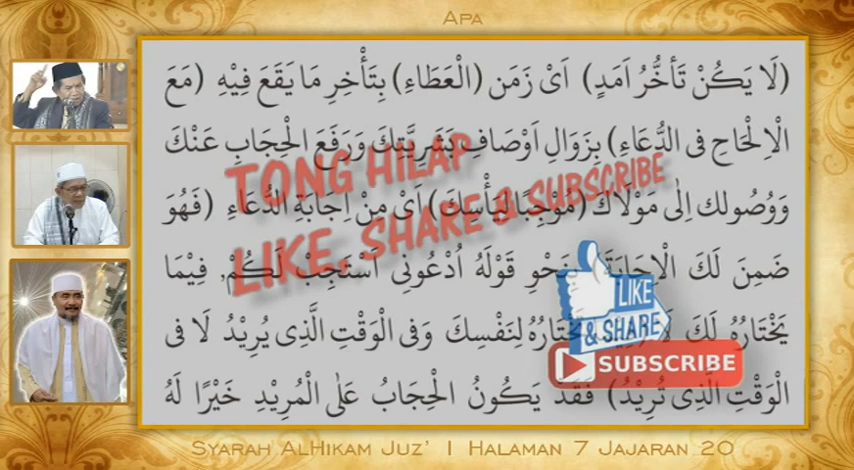 Apa
(لَا يَكُنْ تَأَخُّرُ اَمَدٍ) اَىْ زَمَنِ (الْعَطَاءِ) بِتَأْخِرِ مَا يَقَعَ فِيْهِ (مَعَ
الْاِلْحَاحِ فِى الدُّعَاءِ) بِزَوَالِ اَوْصَافِ بَشَرِيَّتِكَ وَرَفْعَ الْحِجَابِ عَنْكَ
وَوُصُولك اِلٰى مَوْلَاكَ (مُوْجِبًا لِيَأْسِكَ) اَىْ مِنْ اِجَابَةِ الدُّعَاءِ (فَهُوَ
ضَمِنَ لَكَ الْاِجَابَةَ) بِنَحْوِ قَوْلَهُ اُدْعُونِى اَسْتَجِبْ لَكُمْ, فِيْمَا
يَخْتَارُهُ لَكَ يَخْتَارُهُ لِنَفْسِكَ وَفِى الْوَقْتِ الَّذِى يُرِيْدُ لَا فِى
الْوَقْتِ الَّذِى تُرِيْدُ) فَقَدْ يَكُونُ الْحِجَابُ عَلٰى الْمُرِيْدِ خَيْرًا لَهُ
TONG HILAP
LIKE, SHARE & SUBSCRIBE
LIKE
& SHARE
SUBSCRIBE
Syarah AlHikam Juz' 1 Halaman 7 Jajaran 20